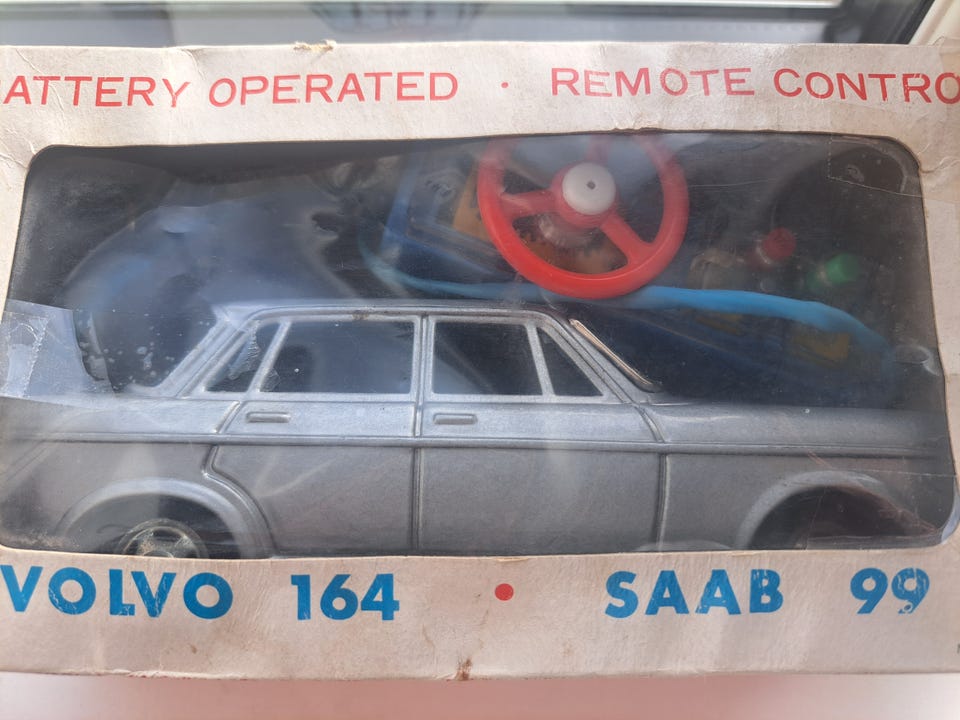 ATTERY OPERATED · REMOTE CONTRO
VOLVO 164 • SAAB 99